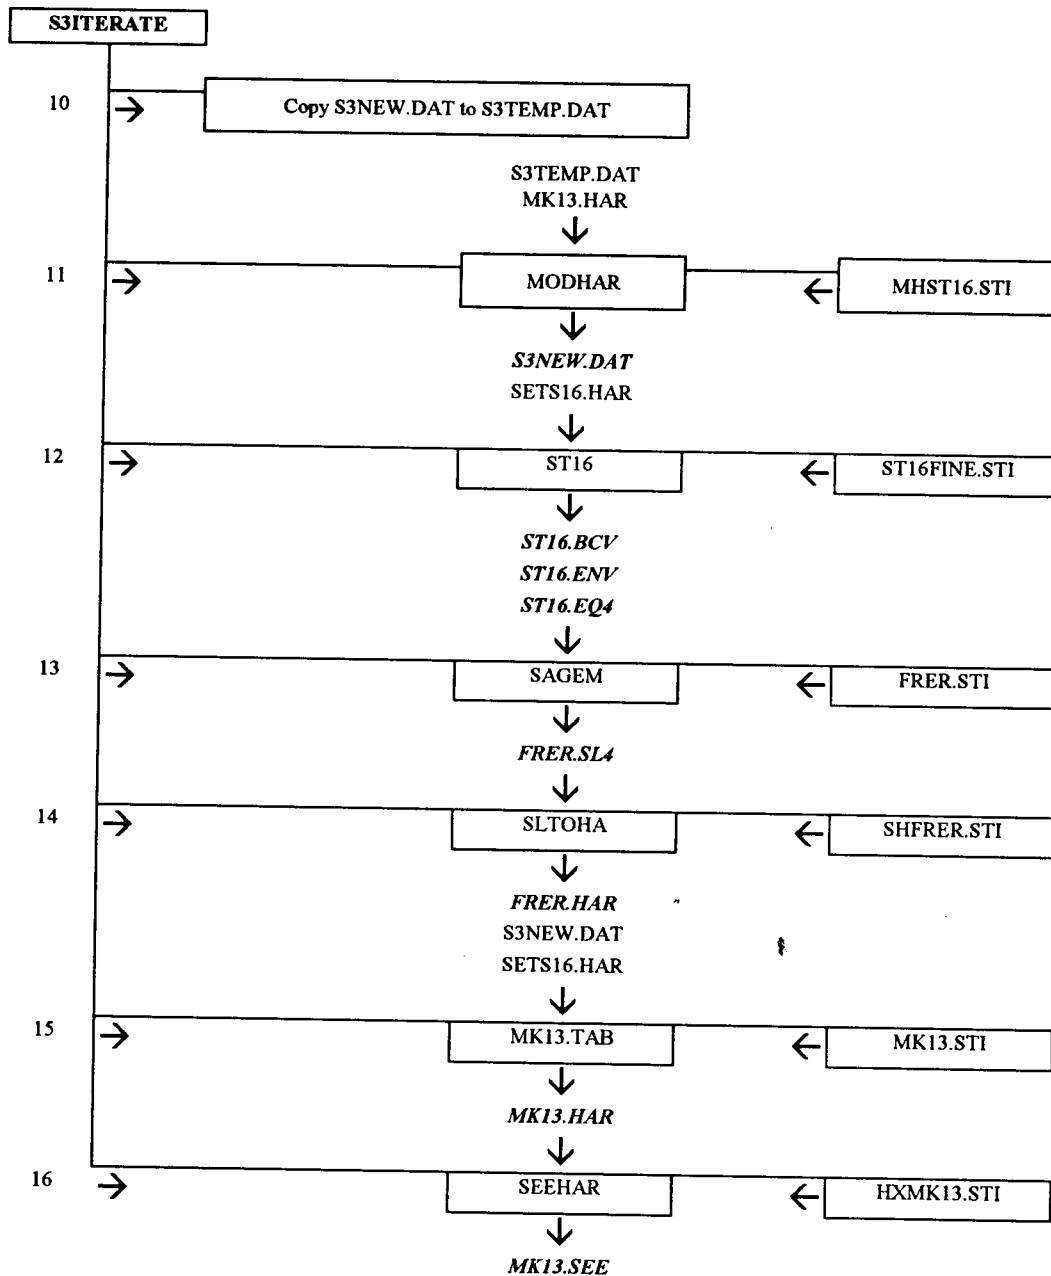 S3ITERATE
10
Copy S3NEW.DAT to S3TEMP.DAT
S3TEMP.DAT
MK13.HAR
11
MODHAR
MHST16.STI
S3NEW.DAT
SETS16.HAR
12
ST16
ST16FINE.STI
ST16.BCV
ST16.ENV
ST16.EQ4
13
SAGEM
FRER.STI
FRER.SL4
14
SLTOHA
SHFRER.STI
FRER.HAR
S3NEW.DAT
SETS16.HAR
15
MK13.TAB
MK13.STI
MK13.HAR
16
SEEHAR
HXMK13.STI
MK13.SEE